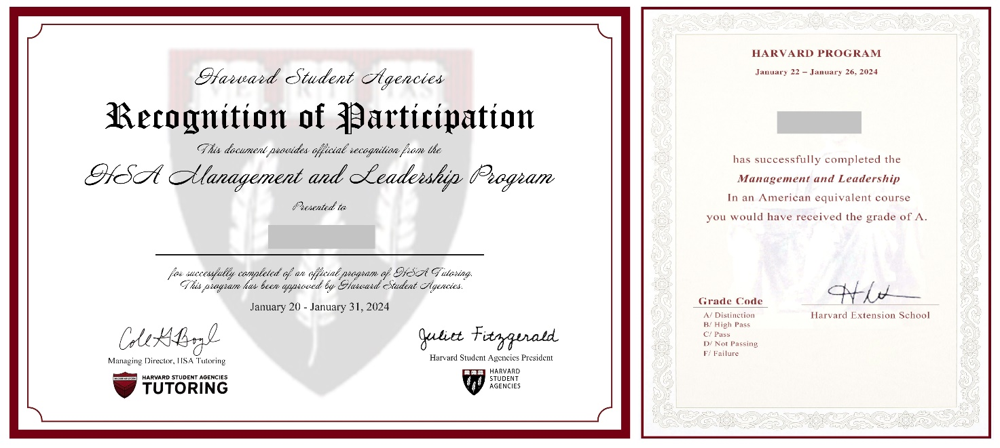 Harvard Student Agencies
Recognition of Participation
This document provides official recognition from the
HSA Management and Leadership Program
Presented to
for successfully completed of an official program of HSA Tutoring.
This program has been approved by Harvard Student Agencies.
January 20 - January 31, 2024
Juliet Fitzgerald
Managing Director, HSA Tutoring
Harvard Student Agencies President
HARVARD STUDENT AGENCIES
TUTORING
HARVARD
STUDENT
AGENCIES
HARVARD PROGRAM
January 22 – January 26, 2024
has successfully completed the
Management and Leadership
In an American equivalent course
you would have received the grade of A.
Grade Code
A/ Distinction
B/ High Pass
C/ Pass
D/ Not Passing
F/ Failure
Harvard Extension School